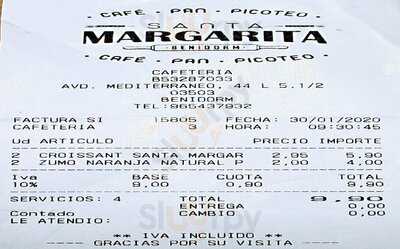 CAFÉ · PAN · PICOTEO
SANTA
MARGARITA
BENIDORM
CAFÉ · PAN · PICOTEO
CAFETERIA
B53287033
AVD. MEDITERRANEO, 44 L 5.1/2
03503
BENIDORM
TEL:965437932
FACTURA SI 15805 FECHA: 30/01/2020
CAFETERIA 3 HORA: 09:30:45
Ud ARTICULO PRECIO IMPORTE
2 CROISSANT SANTA MARGAR 2,95 5,90
2 ZUMO NARANJA NATURAL P 2,00 4,00
Iva BASE CUOTA TOTAL
10% 9,00 0,90 9,90
SERVICIOS: 4 TOTAL 9,90
ENTREGA 0,00
Contado CAMBIO 0,00
LE ATENDIO:
** IVA INCLUIDO **
---- GRACIAS POR SU VISITA ----